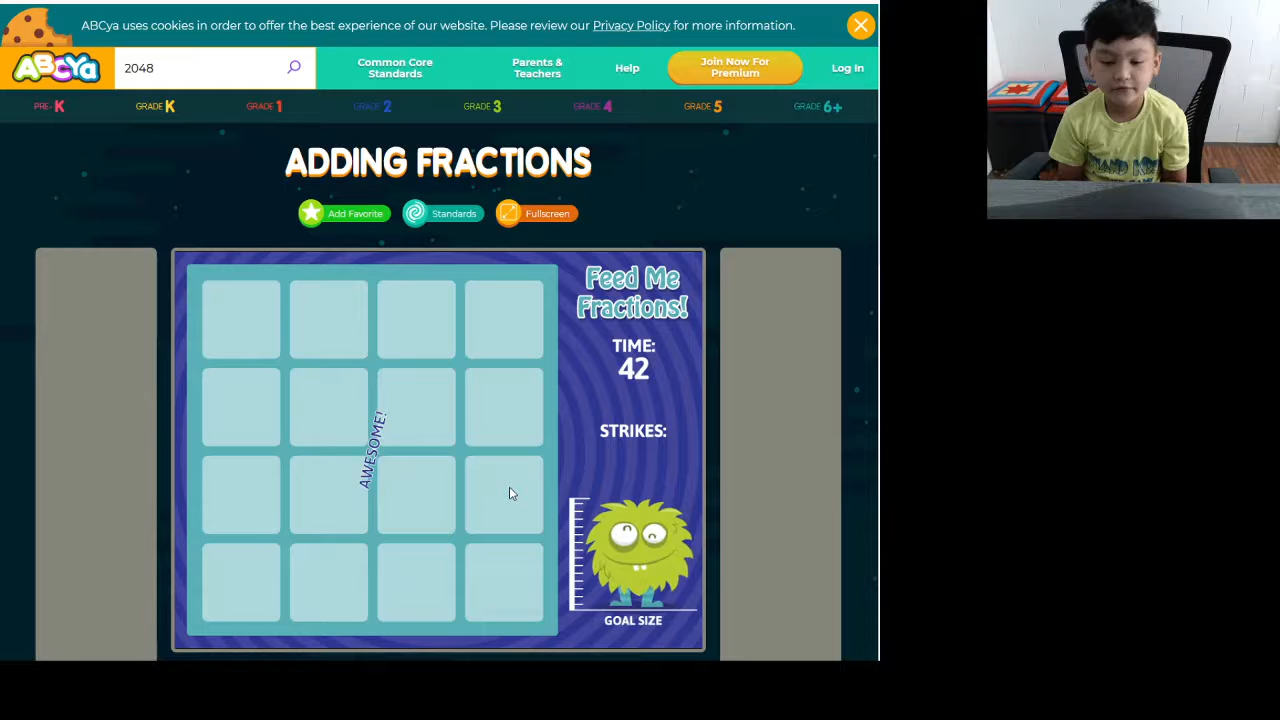 ABCya uses cookies in order to offer the best experience of our website. Please review our Privacy Policy for more information.
ABCYa
2048
Common Core
Standards
Parents &
Teachers
Help
Join Now For
Premium
Log In
PRE-K
GRADE K
GRADE 1
GRADE 2
GRADE 3
GRADE 4
GRADE 5
GRADE 6+
ADDING FRACTIONS
Add Favorite
Standards
Fullscreen
Feed Me
Fractions!
TIME:
42
AWESOME!
STRIKES:
GOAL SIZE